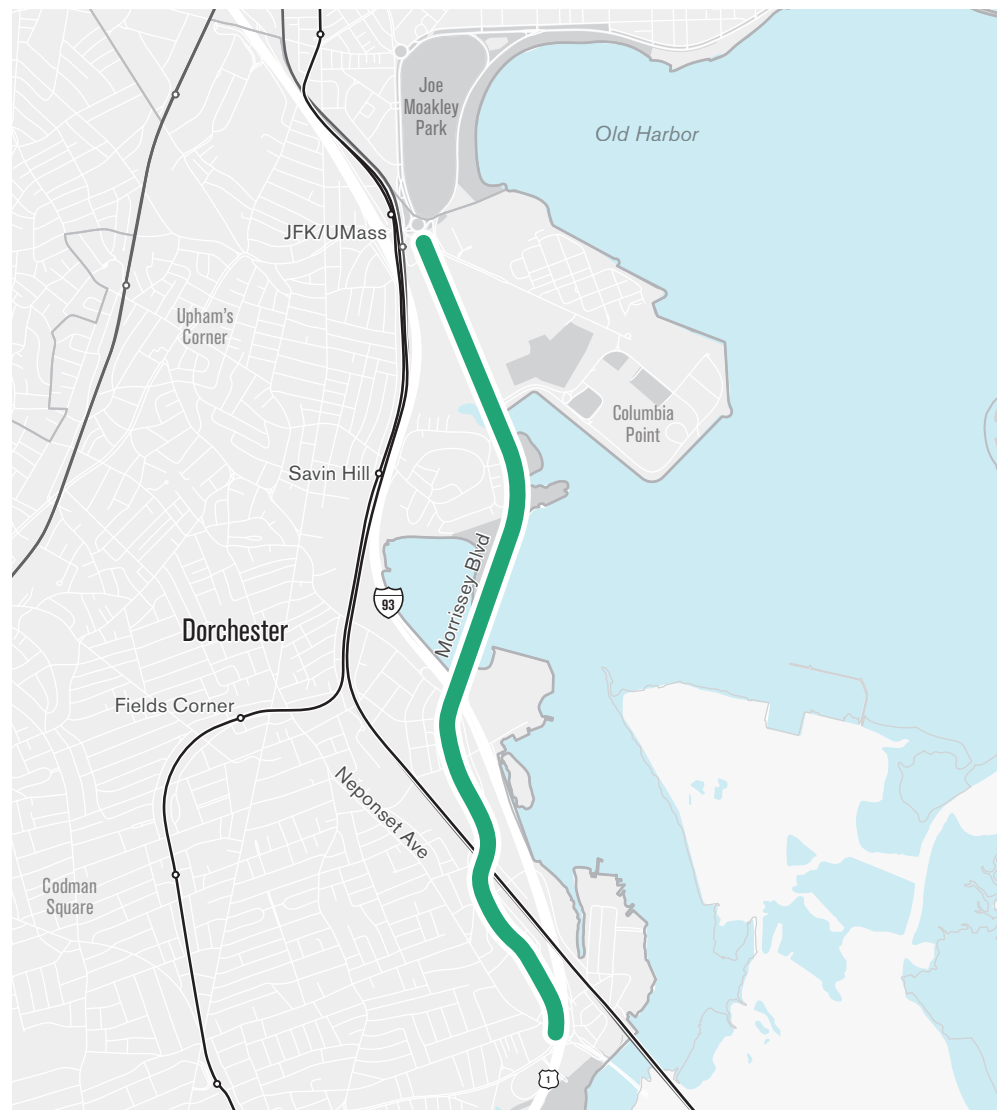 Joe
Moakley
Park
Old Harbor
JFK/UMass
Upham's
Corner
Columbia
Point
Savin Hill
Morrissey Blvd
93
Dorchester
Fields Corner
Neponset Ave
Codman
Square
1